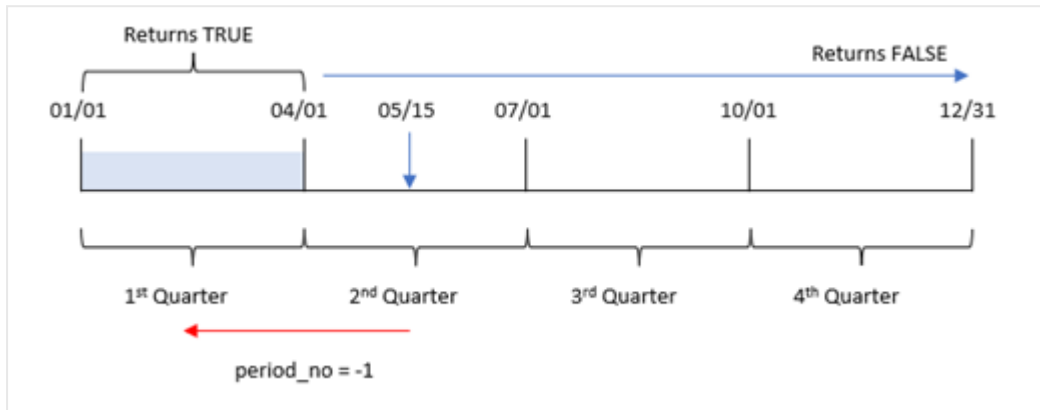 Returns TRUE
Returns FALSE
01/01 04/01 05/15 07/01 10/01 12/31
1st Quarter 2nd Quarter 3rd Quarter 4th Quarter
period_no = -1